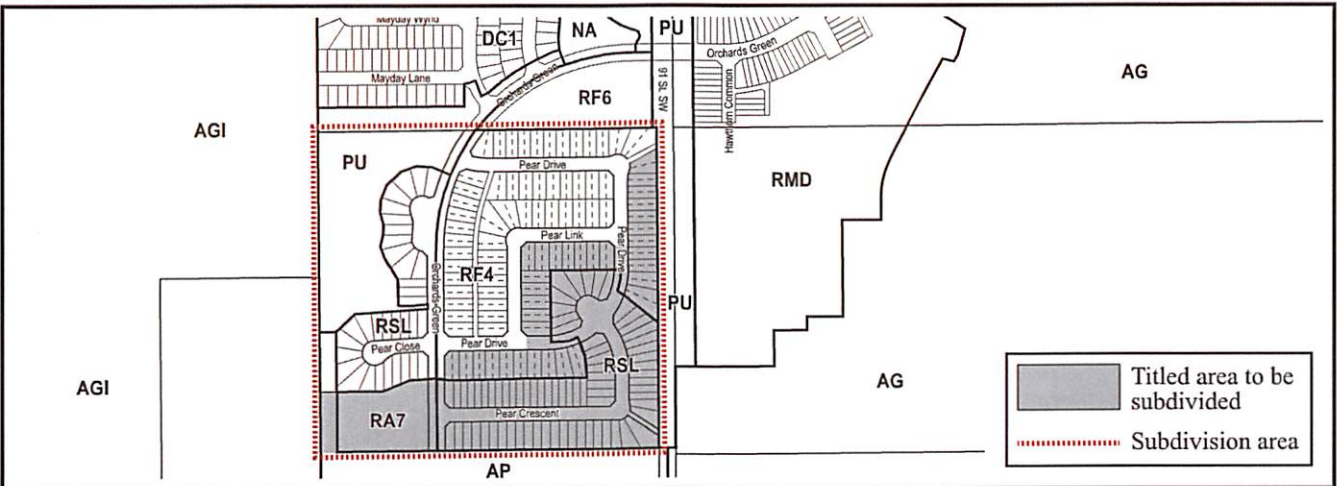 Mayday Wynd
DC1
NA
PU
Orchards Green
Mayday Lane
Orchards Green
91 St. SW
Hawthorn Common
AG
RF6
AGI
PU
Pear Drive
RMD
Pear Link
Pear Drive
RF4
Orchards Green
PU
RSL
Pear Close
Pear Drive
RSL
AGI
AG
RA7
Pear Crescent
AP
Titled area to be
subdivided
Subdivision area